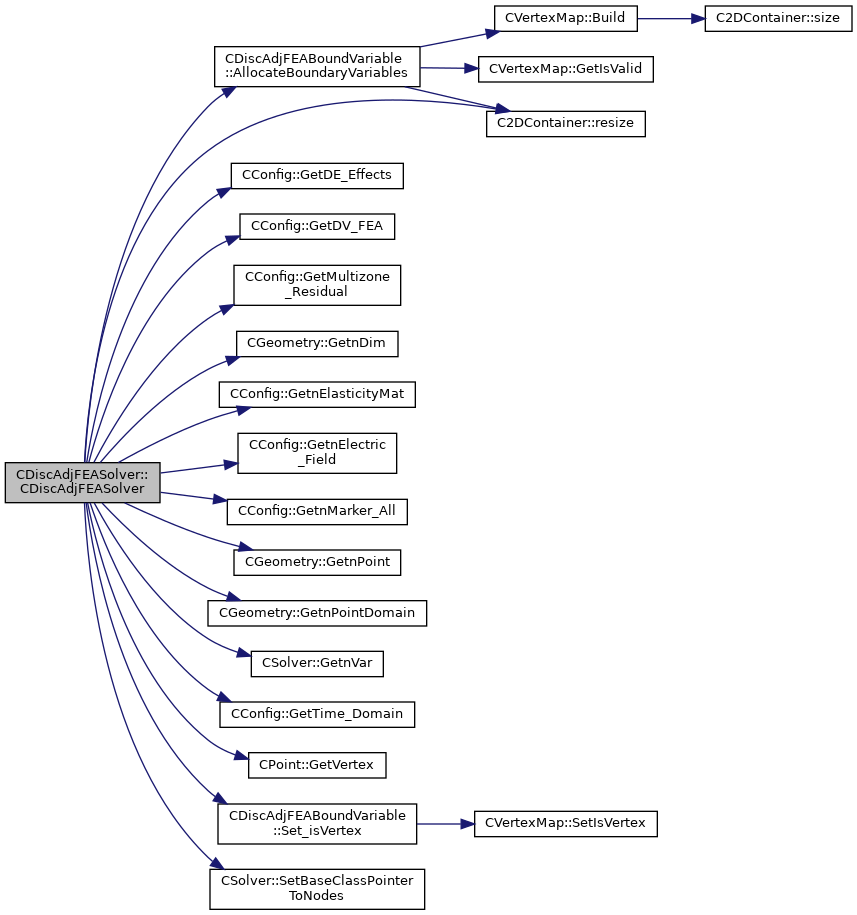 CVertexMap::Build
C2DContainer::size
CDiscAdjFEABoundVariable
::AllocateBoundaryVariables
CVertexMap::GetIsValid
C2DContainer::resize
CConfig::GetDE_Effects
CConfig::GetDV_FEA
CConfig::GetMultizone
_Residual
CGeometry::GetnDim
CConfig::GetnElasticityMat
CConfig::GetnElectric
_Field
CDiscAdjFEASolver::
CDiscAdjFEASolver
CConfig::GetnMarker_All
CGeometry::GetnPoint
CGeometry::GetnPointDomain
CSolver::GetnVar
CConfig::GetTime_Domain
CPoint::GetVertex
CDiscAdjFEABoundVariable
::Set_isVertex
CVertexMap::SetIsVertex
CSolver::SetBaseClassPointer
ToNodes